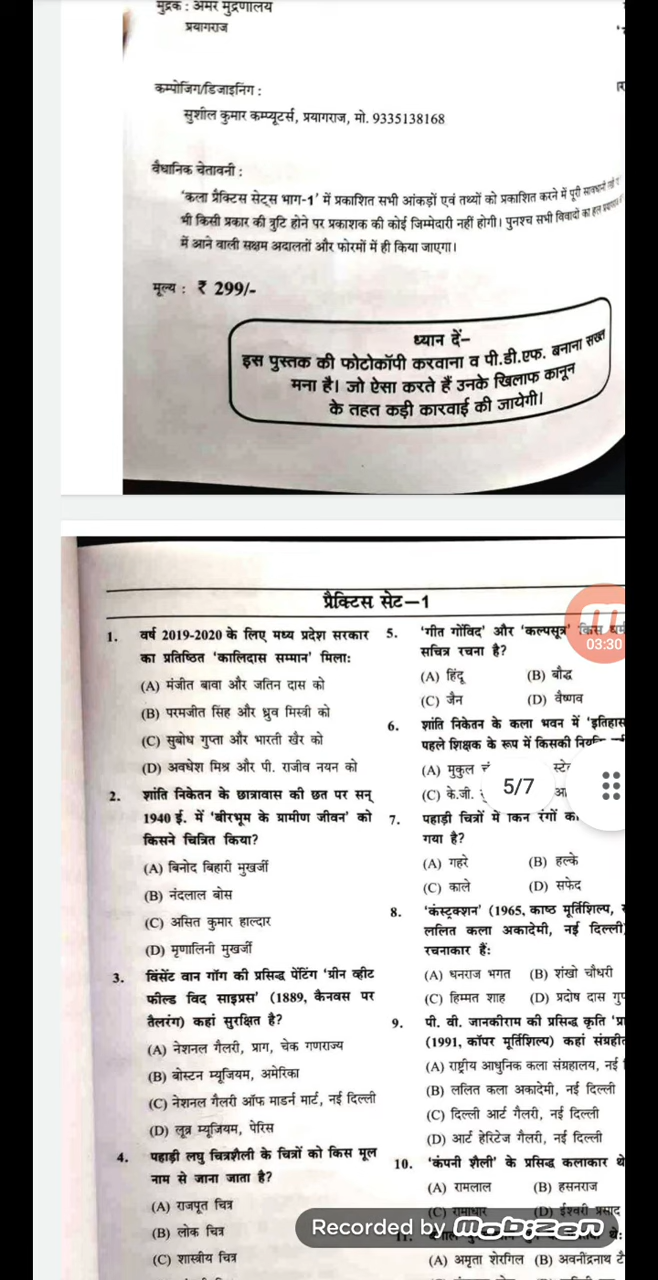 मुद्रक : अमर मुद्रणालय
प्रयागराज
कम्पोजिंग/डिजाइनिंग :
सुशील कुमार कम्प्यूटर्स, प्रयागराज, मो. 9335138168
वैधानिक चेतावनी :
'कला प्रैक्टिस सेट्स भाग-1' में प्रकाशित सभी आंकड़ों एवं तथ्यों को प्रकाशित करने में पूरी सावधानी
भी किसी प्रकार की त्रुटि होने पर प्रकाशक की कोई जिम्मेदारी नहीं होगी। पुनश्च सभी विवादों का हल
में आने वाली सक्षम अदालतों और फोरमों में ही किया जाएगा।
मूल्य : ₹ 299/-
ध्यान दें–
इस पुस्तक की फोटोकॉपी करवाना व पी.डी.एफ. बनाना सख्त
मना है। जो ऐसा करते हैं उनके खिलाफ कानून
के तहत कड़ी कारवाई की जायेगी।
प्रैक्टिस सेट–1
1. वर्ष 2019-2020 के लिए मध्य प्रदेश सरकार
का प्रतिष्ठित 'कालिदास सम्मान' मिला:
(A) मंजीत बावा और जतिन दास को
(B) परमजीत सिंह और ध्रुव मिस्त्री को
(C) सुबोध गुप्ता और भारती खैर को
(D) अवधेश मिश्र और पी. राजीव नयन को
2. शांति निकेतन के छात्रावास की छत पर सन्
1940 ई. में 'बीरभूम के ग्रामीण जीवन' को
किसने चित्रित किया?
(A) बिनोद बिहारी मुखर्जी
(B) नंदलाल बोस
(C) असित कुमार हाल्दार
(D) मृणालिनी मुखर्जी
3. विंसेंट वान गॉग की प्रसिद्ध पेंटिंग 'ग्रीन व्हीट
फील्ड विद साइप्रस' (1889, कैनवस पर
तैलरंग) कहां सुरक्षित है?
(A) नेशनल गैलरी, प्राग, चेक गणराज्य
(B) बोस्टन म्यूजियम, अमेरिका
(C) नेशनल गैलरी ऑफ माडर्न मार्ट, नई दिल्ली
(D) लूव्र म्यूजियम, पेरिस
4. पहाड़ी लघु चित्रशैली के चित्रों को किस मूल
नाम से जाना जाता है?
(A) राजपूत चित्र
(B) लोक चित्र
(C) शास्त्रीय चित्र
5. 'गीत गोंविद' और 'कल्पसूत्र' किस धर्म
सचित्र रचना है?
(A) हिंदू (B) बौद्ध
(C) जैन (D) वैष्णव
6. शांति निकेतन के कला भवन में 'इतिहास
पहले शिक्षक के रूप में किसकी
(A) मुकुल
(C) के.जी.
7. पहाड़ी चित्रों में किन रंगों का
गया है?
(A) गहरे (B) हल्के
(C) काले (D) सफेद
8. 'कंस्ट्रक्शन' (1965, काष्ठ मूर्तिशिल्प,
ललित कला अकादेमी, नई दिल्ली)
रचनाकार हैं:
(A) धनराज भगत (B) शंखो चौधरी
(C) हिम्मत शाह (D) प्रदोष दास
9. पी. वी. जानकीराम की प्रसिद्ध कृति
(1991, कॉपर मूर्तिशिल्प) कहां
(A) राष्ट्रीय आधुनिक कला संग्रहालय, नई
(B) ललित कला अकादेमी, नई दिल्ली
(C) दिल्ली आर्ट गैलरी, नई दिल्ली
(D) आर्ट हेरिटेज गैलरी, नई दिल्ली
10. 'कंपनी शैली' के प्रसिद्ध कलाकार थे
(A) रामलाल (B) हसनराज
(C) रामाधार (D) ईश्वरी प्रसाद
11. थे:
(A) अमृता शेरगिल (B) अवनींद्रनाथ
03:30
5/7
Recorded by Mobizen